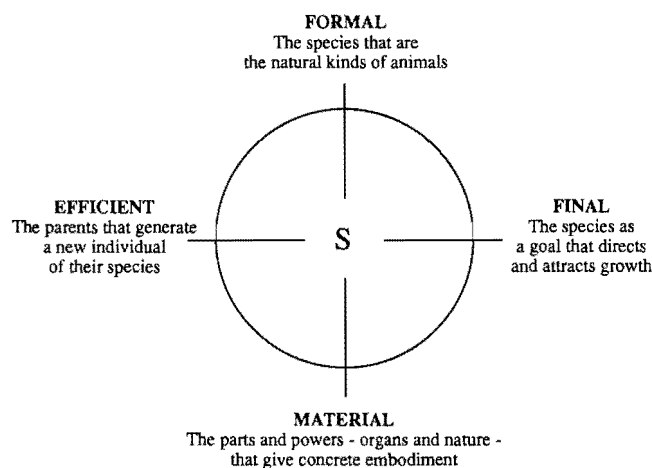 FORMAL
The species that are
the natural kinds of animals
EFFICIENT
The parents that generate
a new individual
of their species
S
FINAL
The species as
a goal that directs
and attracts growth
MATERIAL
The parts and powers - organs and nature -
that give concrete embodiment